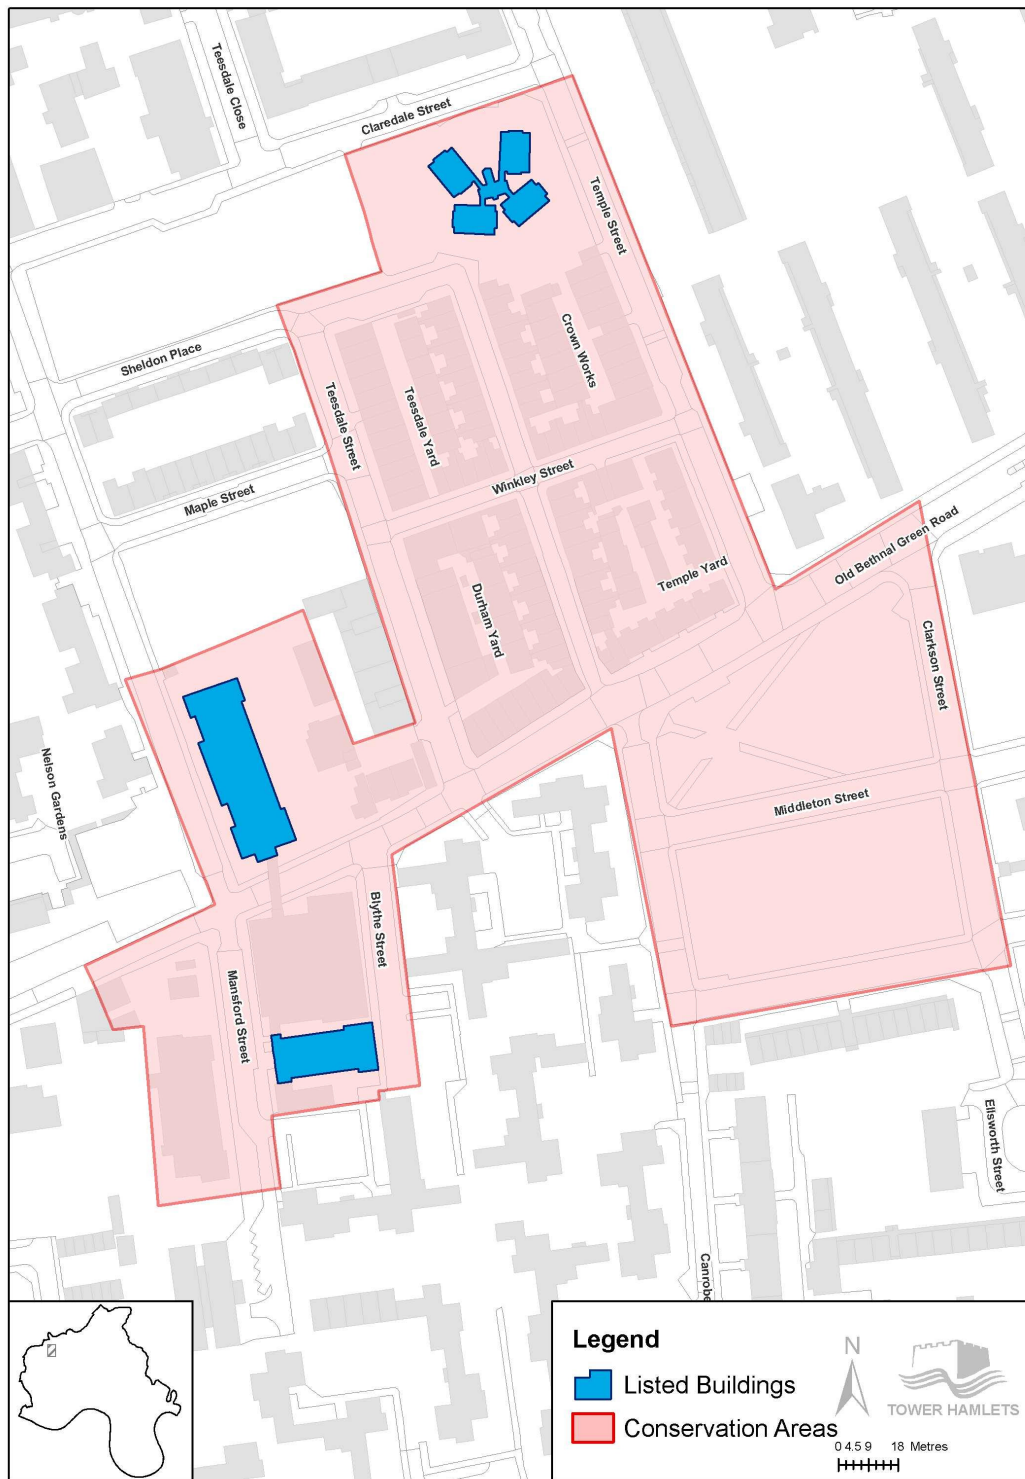 Teesdale Close
Claredale Street
Temple Street
Crown Works
Sheldon Place
Teesdale Street
Teesdale Yard
Winkley Street
Maple Street
Old Bethnal Green Road
Temple Yard
Durham Yard
Clarkson Street
Nelson Gardens
Middleton Street
Blythe Street
Mansford Street
Ellsworth Street
Canrobe
Legend
Listed Buildings
Conservation Areas
N
TOWER HAMLETS
0 4.5 9 18 Metres